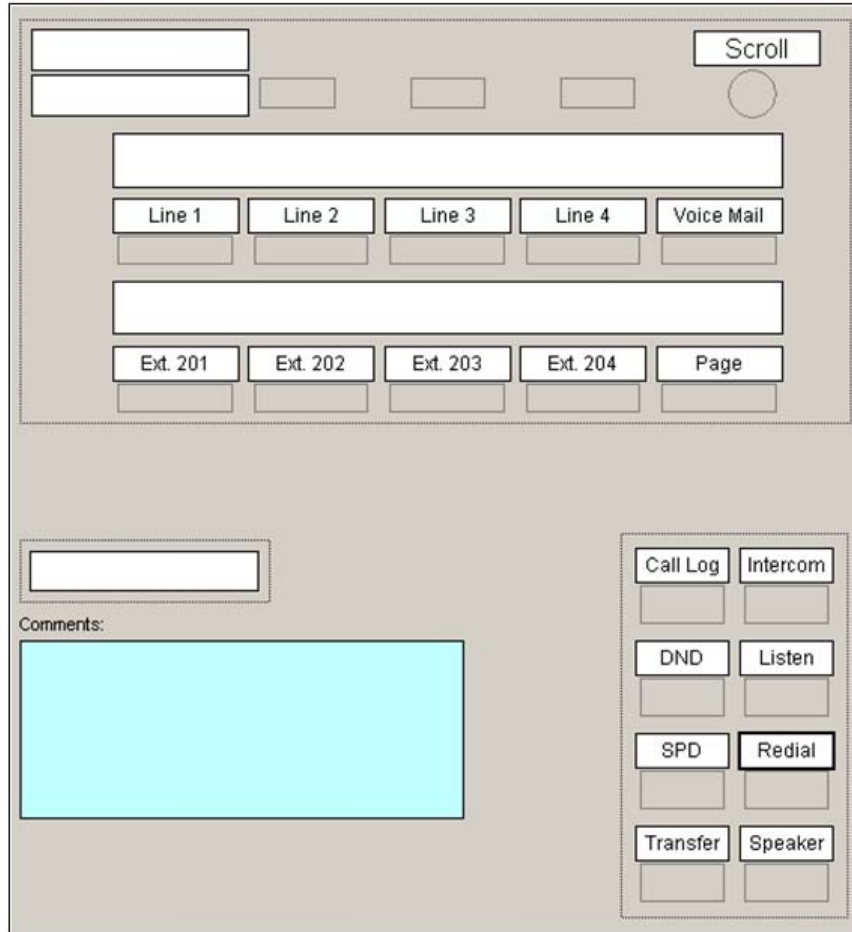 Scroll
Line 1 Line 2 Line 3 Line 4 Voice Mail
Ext. 201 Ext. 202 Ext. 203 Ext. 204 Page
Call Log Intercom
Comments:
DND Listen
SPD Redial
Transfer Speaker